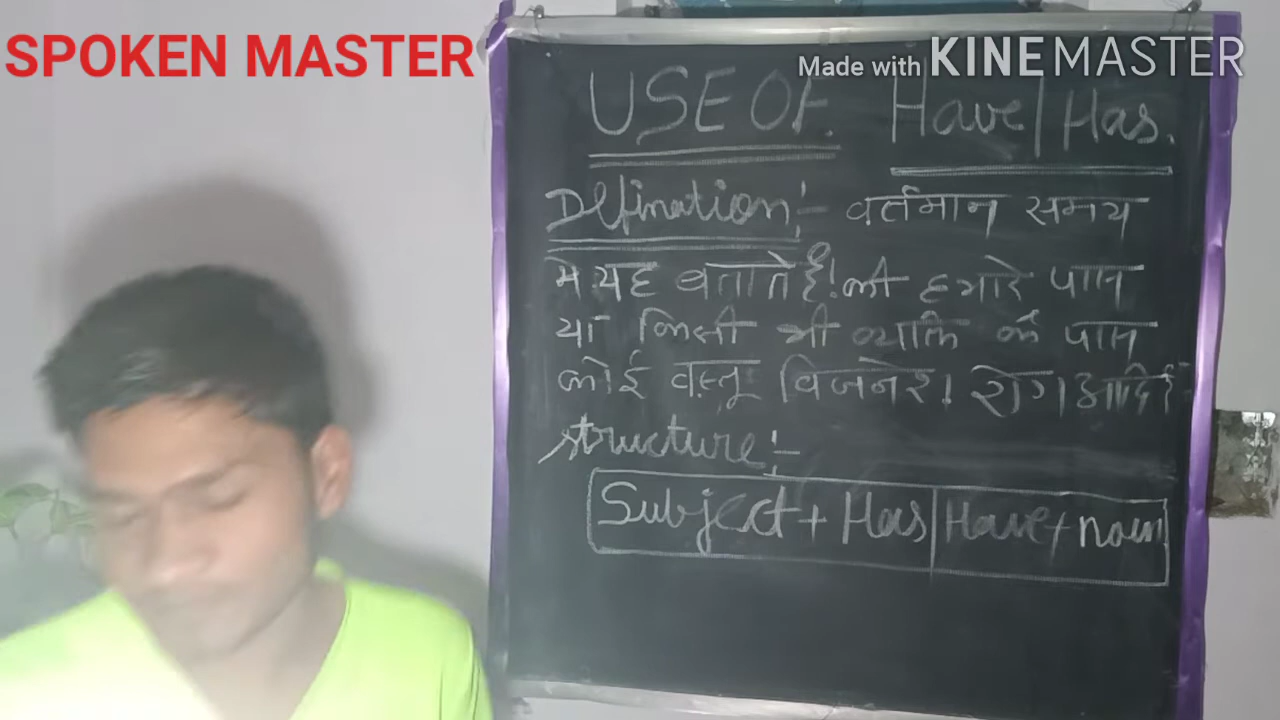 SPOKEN MASTER
Made with KINEMASTER
USE OF. Have | Has.
Defination :- वर्तमान समय
मे यह बताते है! की हमारे पास
या किसी भी व्यक्ति के पास
कोई वस्तू विजनेश। रोग। आदि है
structure :-
Subject + Has | Have + noun